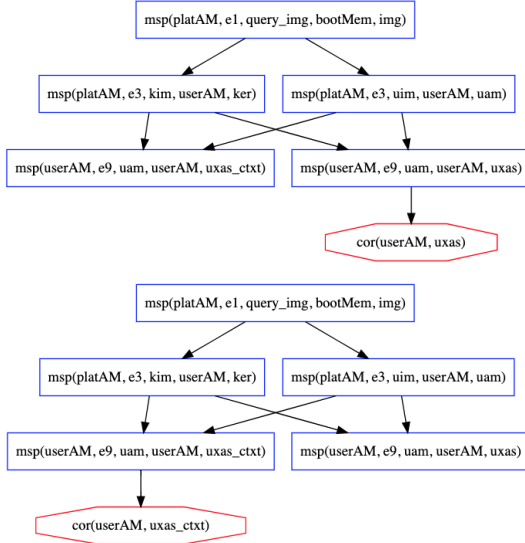 msp(platAM, e1, query_img, bootMem, img)
msp(platAM, e3, kim, userAM, ker)
msp(platAM, e3, uim, userAM, uam)
msp(userAM, e9, uam, userAM, uxas_ctxt)
msp(userAM, e9, uam, userAM, uxas)
cor(userAM, uxas)
msp(platAM, e1, query_img, bootMem, img)
msp(platAM, e3, kim, userAM, ker)
msp(platAM, e3, uim, userAM, uam)
msp(userAM, e9, uam, userAM, uxas_ctxt)
msp(userAM, e9, uam, userAM, uxas)
cor(userAM, uxas_ctxt)